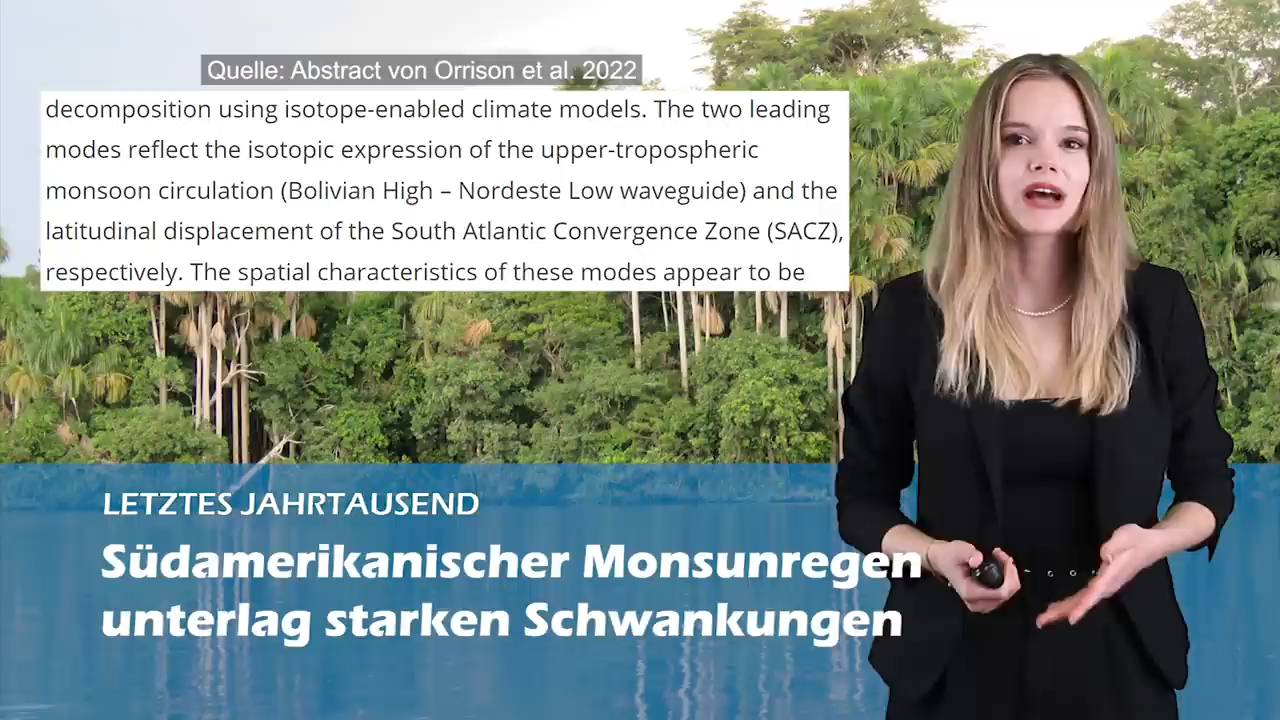 Quelle: Abstract von Orrison et al. 2022
decomposition using isotope-enabled climate models. The two leading
modes reflect the isotopic expression of the upper-tropospheric
monsoon circulation (Bolivian High – Nordeste Low waveguide) and the
latitudinal displacement of the South Atlantic Convergence Zone (SACZ),
respectively. The spatial characteristics of these modes appear to be
LETZTES JAHRTAUSEND
Südamerikanischer Monsunregen
unterlag starken Schwankungen